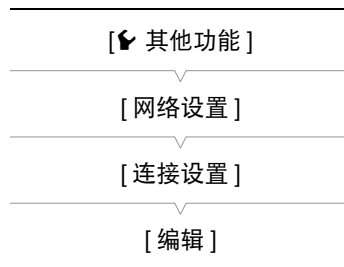 [ 其他功能 ]
[ 网络设置 ]
[ 连接设置 ]
[ 编辑 ]